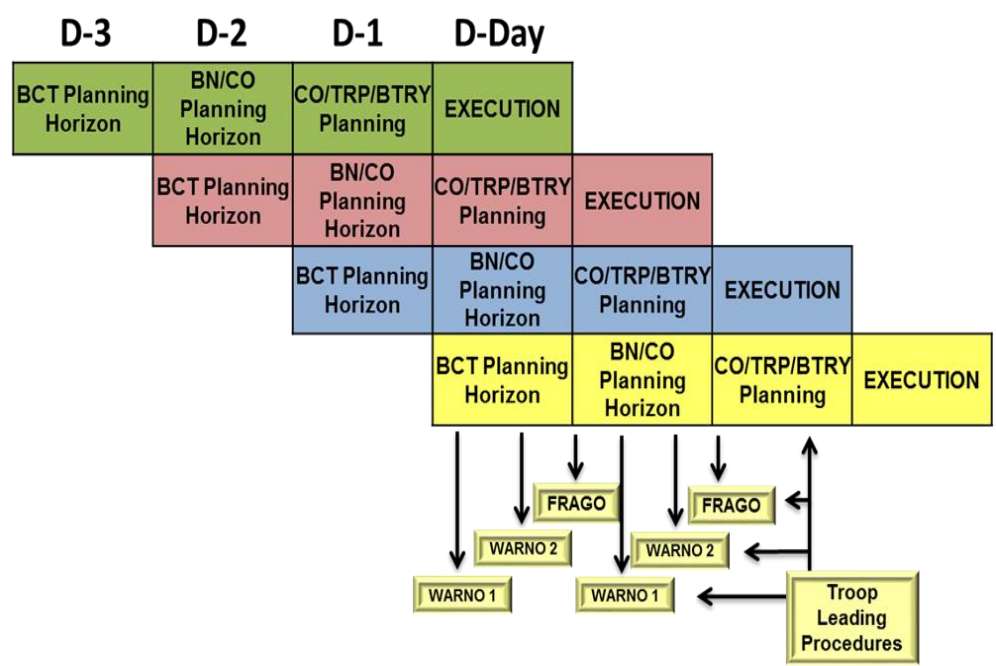 D-3 D-2 D-1 D-Day
BCT Planning
Horizon
BN/CO
Planning
Horizon
CO/TRP/BTRY
Planning
EXECUTION
BCT Planning
Horizon
BN/CO
Planning
Horizon
CO/TRP/BTRY
Planning
EXECUTION
BCT Planning
Horizon
BN/CO
Planning
Horizon
CO/TRP/BTRY
Planning
EXECUTION
BCT Planning
Horizon
BN/CO
Planning
Horizon
CO/TRP/BTRY
Planning
EXECUTION
FRAGO
FRAGO
WARNO 2
WARNO 2
WARNO 1
WARNO 1
Troop
Leading
Procedures